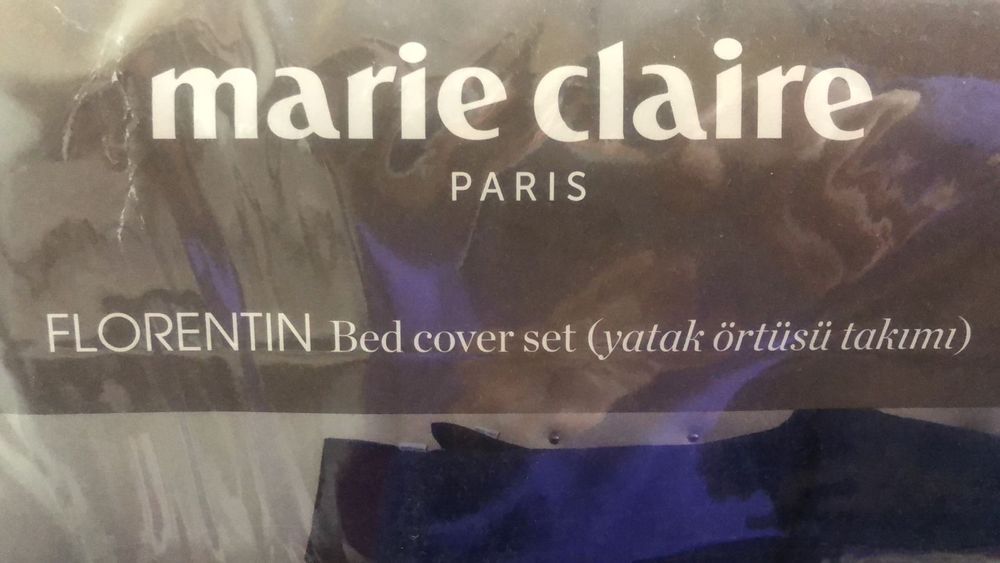 marie claire
PARIS
FLORENTIN Bed cover set (yatak örtüsü takımı)